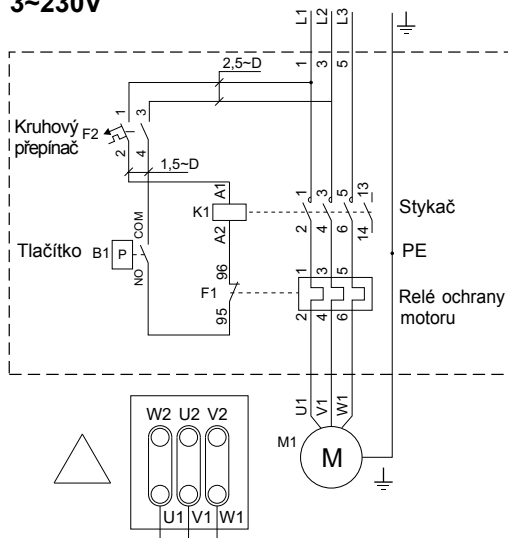 3~230V
L1 L2 L3
1 3 5
2,5~D
1 3
Kruhový přepínač
F2
2 4
1,5~D
A1
K1
A2
1 3 5 13
2 4 6 14
Stykač
COM
Tlačítko B1 P
NO
96
F1
95
PE
1 3 5
2 4 6
Relé ochrany motoru
U1 V1 W1
M1
M
W2 U2 V2
U1 V1 W1